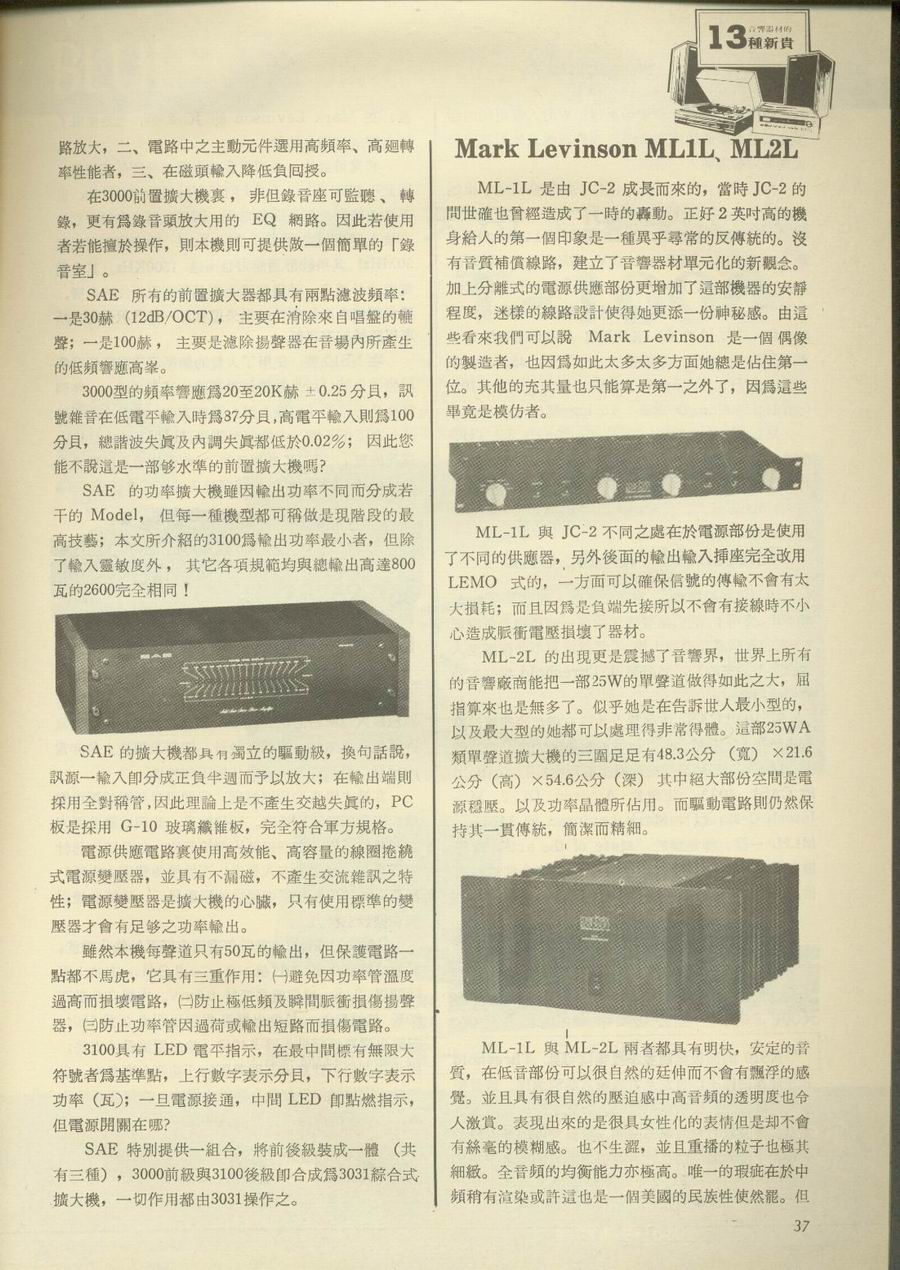 13音響器材的
種新貴
路放大，二、電路中之主動元件選用高頻率、高廻轉
率性能者，三、在磁頭輸入降低負囘授。
在3000前置擴大機裏，非但錄音座可監聽、轉
錄，更有爲錄音頭放大用的 EQ 網路。因此若使用
者若能擅於操作，則本機則可提供做一個簡單的「錄
音室」。
SAE 所有的前置擴大器都具有兩點濾波頻率：
一是30赫 (12dB/OCT)，主要在消除來自唱盤的轆
聲；一是100赫，主要是濾除揚聲器在音場內所產生
的低頻響應高峯。
3000型的頻率響應爲20至20K赫 ±0.25 分貝，訊
號雜音在低電平輸入時爲87分貝，高電平輸入則爲100
分貝，總諧波失眞及內調失眞都低於0.02%；因此您
能不說這是一部够水準的前置擴大機嗎?
SAE 的功率擴大機雖因輸出功率不同而分成若
干的 Model，但每一種機型都可稱做是現階段的最
高技藝；本文所介紹的3100爲輸出功率最小者，但除
了輸入靈敏度外，其它各項規範均與總輸出高達800
瓦的2600完全相同！
SAE 的擴大機都具有獨立的驅動級，換句話說，
訊源一輸入卽分成正負半週而予以放大；在輸出端則
採用全對稱管，因此理論上是不產生交越失眞的，PC
板是採用 G-10 玻璃纖維板，完全符合軍方規格。
電源供應電路裏使用高效能、高容量的線圈捲繞
式電源變壓器，並具有不漏磁，不產生交流雜訊之特
性；電源變壓器是擴大機的心臟，只有使用標準的變
壓器才會有足够之功率輸出。
雖然本機每聲道只有50瓦的輸出，但保護電路一
點都不馬虎，它具有三重作用：㈠避免因功率管溫度
過高而損壞電路，㈡防止極低頻及瞬間脈衝損傷揚聲
器，㈢防止功率管因過荷或輸出短路而損傷電路。
3100具有 LED 電平指示，在最中間標有無限大
符號者爲基準點，上行數字表示分貝，下行數字表示
功率（瓦）；一旦電源接通，中間 LED 卽點燃指示，
但電源開關在哪?
SAE 特別提供一組合，將前後級裝成一體（共
有三種），3000前級與3100後級卽合成爲3031綜合式
擴大機，一切作用都由3031操作之。
Mark Levinson ML1L、ML2L
ML-1L 是由 JC-2 成長而來的，當時 JC-2 的
問世確也曾經造成了一時的轟動。正好 2 英吋高的機
身給人的第一個印象是一種異乎尋常的反傳統的。沒
有音質補償線路，建立了音響器材單元化的新觀念。
加上分離式的電源供應部份更增加了這部機器的安靜
程度，迷樣的線路設計使得她更添一份神秘感。由這
些看來我們可以說 Mark Levinson 是一個偶像
的製造者，也因爲如此太多太多方面她總是佔住第一
位。其他的充其量也只能算是第一之外了，因爲這些
畢竟是模仿者。
ML-1L 與 JC-2 不同之處在於電源部份是使用
了不同的供應器，另外後面的輸出輸入揷座完全改用
LEMO 式的，一方面可以確保信號的傳輸不會有太
大損耗；而且因爲是負端先接所以不會有接線時不小
心造成脈衝電壓損壞了器材。
ML-2L 的出現更是震撼了音響界，世界上所有
的音響廠商能把一部25W的單聲道做得如此之大，屈
指算來也是無多了。似乎她是在告訴世人最小型的，
以及最大型的她都可以處理得非常得體。這部25W A
類單聲道擴大機的三圍足足有48.3公分（寬）×21.6
公分（高）×54.6公分（深）其中絕大部份空間是電
源穩壓。以及功率晶體所佔用。而驅動電路則仍然保
持其一貫傳統，簡潔而精細。
ML-1L 與 ML-2L 兩者都具有明快，安定的音
質，在低音部份可以很自然的延伸而不會有飄浮的感
覺。並且具有很自然的壓迫感中高音頻的透明度也令
人激賞。表現出來的是很具女性化的表情但是却不會
有絲毫的模糊感。也不生澀，並且重播的粒子也極其
細緻。全音頻的均衡能力亦極高。唯一的瑕疵在於中
頻稍有渲染或許這也是一個美國的民族性使然罷。但
37